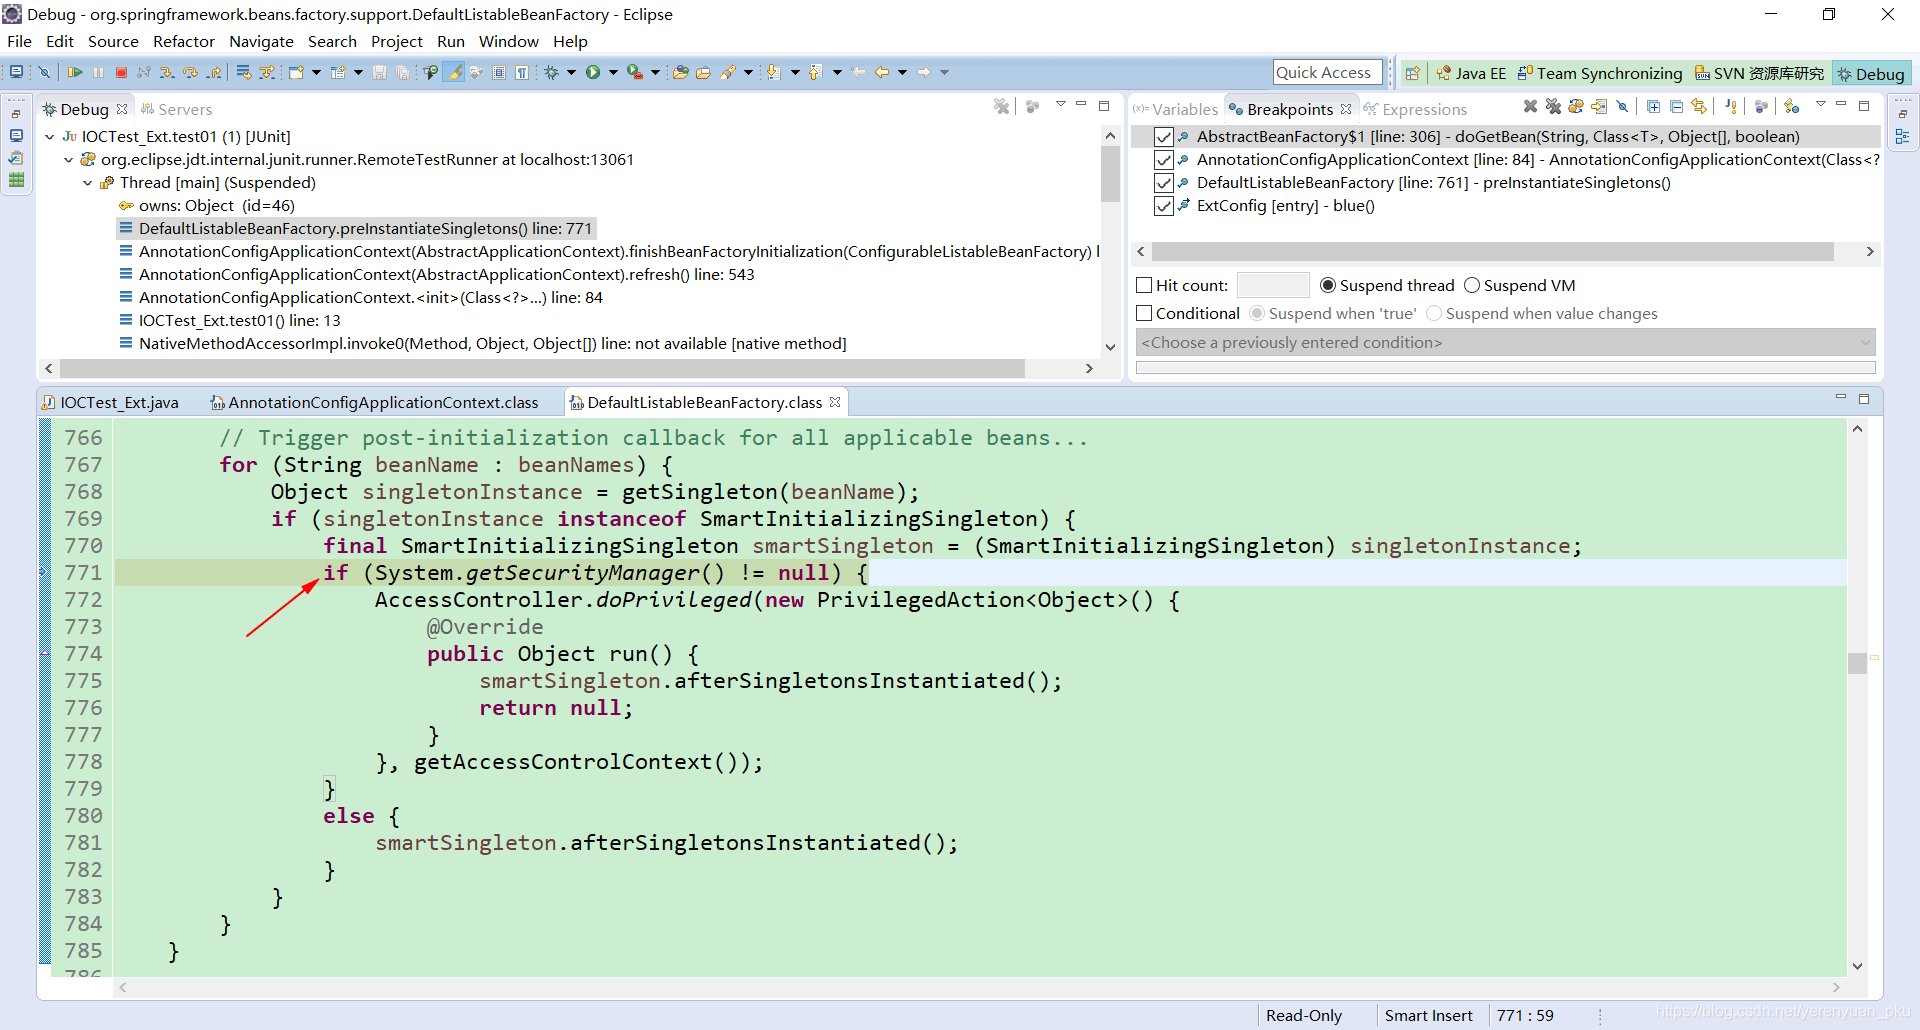 Debug - org.springframework.beans.factory.support.DefaultListableBeanFactory - Eclipse
File Edit Source Refactor Navigate Search Project Run Window Help
Quick Access
Java EE
Team Synchronizing
SVN 资源库研究
Debug
Debug
Servers
IOCTest_Ext.test01 (1) [JUnit]
org.eclipse.jdt.internal.junit.runner.RemoteTestRunner at localhost:13061
Thread [main] (Suspended)
owns: Object (id=46)
DefaultListableBeanFactory.preInstantiateSingletons() line: 771
AnnotationConfigApplicationContext(AbstractApplicationContext).finishBeanFactoryInitialization(ConfigurableListableBeanFactory) l
AnnotationConfigApplicationContext(AbstractApplicationContext).refresh() line: 543
AnnotationConfigApplicationContext.<init>(Class<?>...) line: 84
IOCTest_Ext.test01() line: 13
NativeMethodAccessorImpl.invoke0(Method, Object, Object[]) line: not available [native method]
(x)= Variables
Breakpoints
Expressions
AbstractBeanFactory$1 [line: 306] - doGetBean(String, Class<T>, Object[], boolean)
AnnotationConfigApplicationContext [line: 84] - AnnotationConfigApplicationContext(Class<?
DefaultListableBeanFactory [line: 761] - preInstantiateSingletons()
ExtConfig [entry] - blue()
Hit count:
Suspend thread
Suspend VM
Conditional
Suspend when 'true'
Suspend when value changes
<Choose a previously entered condition>
IOCTest_Ext.java
AnnotationConfigApplicationContext.class
DefaultListableBeanFactory.class
766 // Trigger post-initialization callback for all applicable beans...
767 for (String beanName : beanNames) {
768 Object singletonInstance = getSingleton(beanName);
769 if (singletonInstance instanceof SmartInitializingSingleton) {
770 final SmartInitializingSingleton smartSingleton = (SmartInitializingSingleton) singletonInstance;
771 if (System.getSecurityManager() != null) {
772 AccessController.doPrivileged(new PrivilegedAction<Object>() {
773 @Override
774 public Object run() {
775 smartSingleton.afterSingletonsInstantiated();
776 return null;
777 }
778 }, getAccessControlContext());
779 }
780 else {
781 smartSingleton.afterSingletonsInstantiated();
782 }
783 }
784 }
785 }
786
Read-Only
Smart Insert
771 : 59
https://blog.csdn.net/yerenyuan_pku